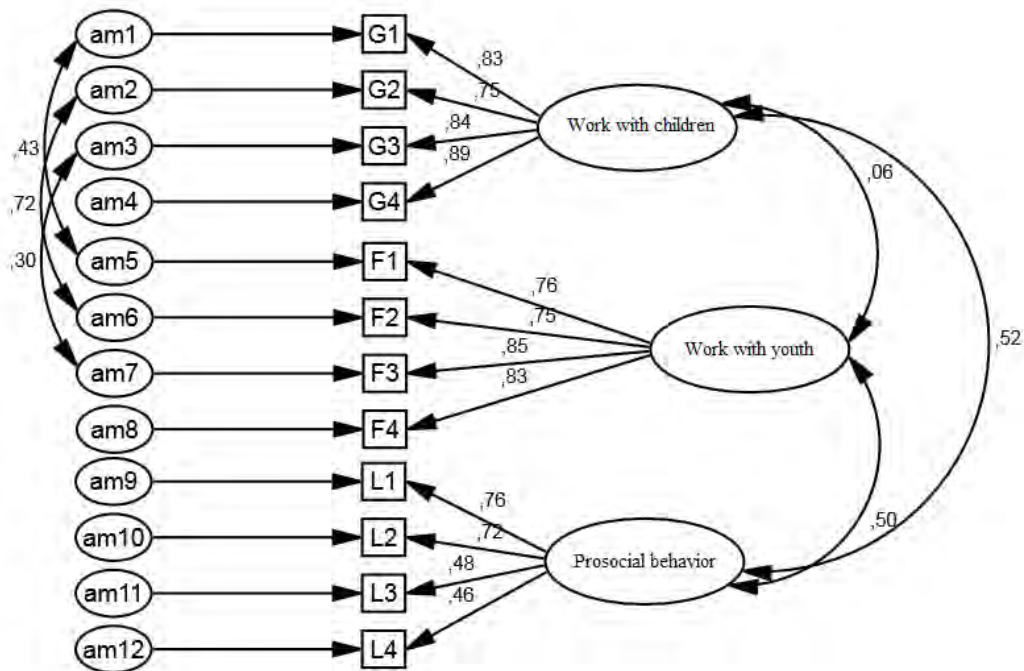 am1
G1
,83
am2
G2
,75
am3
G3
,84
Work with children
,43
,89
,06
am4
G4
,72
am5
F1
,30
,76
am6
F2
,75
Work with youth
,52
,85
am7
F3
,83
am8
F4
am9
L1
,76
,50
am10
L2
,72
Prosocial behavior
,48
am11
L3
,46
am12
L4